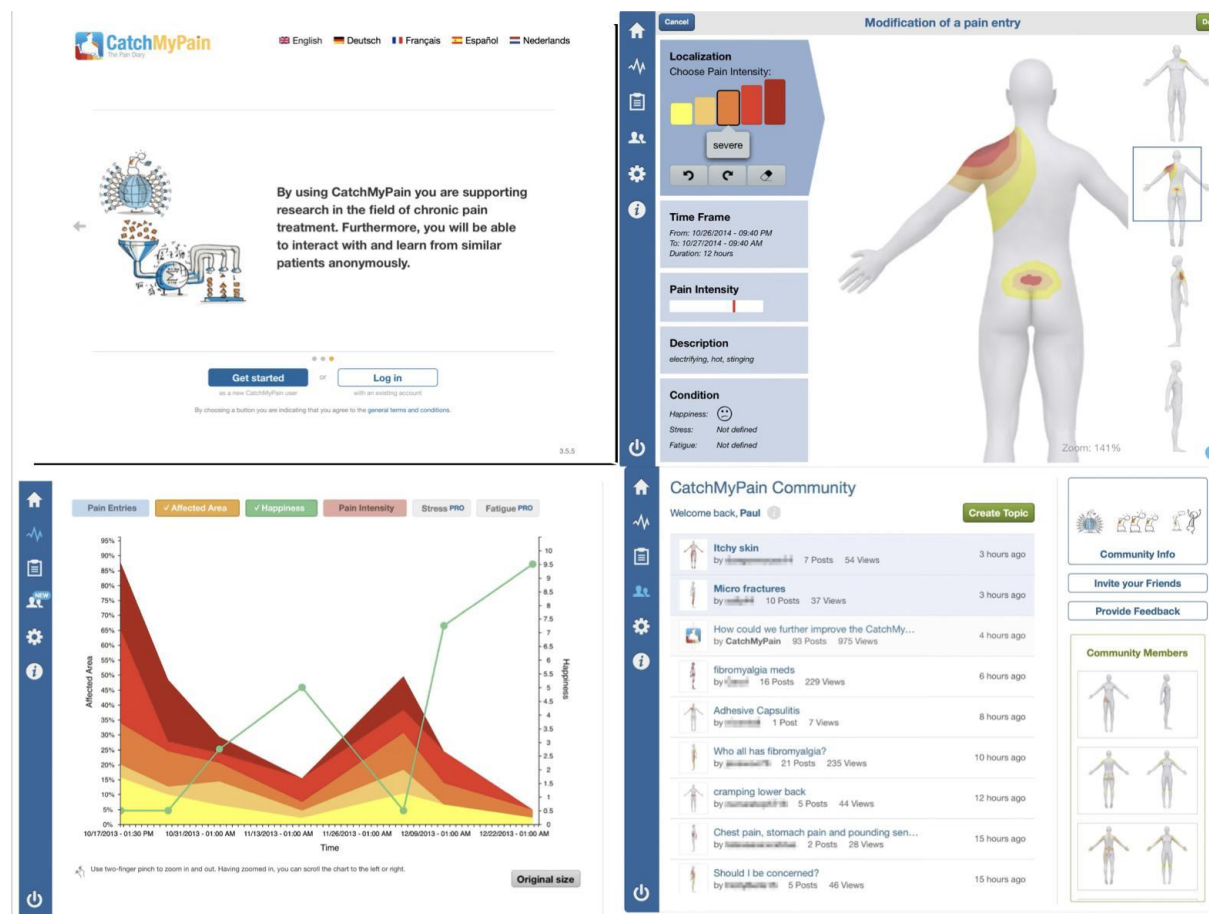 CatchMyPain
The Pain Diary
English Deutsch Français Español Nederlands
By using CatchMyPain you are supporting
research in the field of chronic pain
treatment. Furthermore, you will be able
to interact with and learn from similar
patients anonymously.
Get started or Log in
as a new CatchMyPain user with an existing account
By choosing a button you are indicating that you agree to the general terms and conditions.
3.5.5
Cancel Modification of a pain entry
Localization
Choose Pain Intensity:
severe
Time Frame
From: 10/26/2014 - 09:40 PM
To: 10/27/2014 - 09:40 AM
Duration: 12 hours
Pain Intensity
Description
electrifying, hot, stinging
Condition
Happiness:
Stress: Not defined
Fatigue: Not defined
Zoom: 141%
NEW
Pain Entries ✓Affected Area ✓Happiness Pain Intensity Stress PRO Fatigue PRO
Affected Area
95%
90%
85%
80%
75%
70%
65%
60%
55%
50%
45%
40%
35%
30%
25%
20%
15%
10%
5%
0%
10
9.5
9
8.5
8
7.5
7
6.5
6
5.5
5
4.5
4
3.5
3
2.5
2
1.5
1
0.5
0
Happiness
10/17/2013 - 01:30 PM 10/31/2013 - 01:00 AM 11/13/2013 - 01:00 AM 11/26/2013 - 01:00 AM 12/09/2013 - 01:00 AM 12/22/2013 - 01:00 AM
Time
Use two-finger pinch to zoom in and out. Having zoomed in, you can scroll the chart to the left or right.
Original size
CatchMyPain Community
Welcome back, Paul
Create Topic
Itchy skin
by 7 Posts 54 Views
3 hours ago
Micro fractures
by 10 Posts 37 Views
3 hours ago
How could we further improve the CatchMy...
by CatchMyPain 93 Posts 975 Views
4 hours ago
fibromyalgia meds
by 16 Posts 229 Views
6 hours ago
Adhesive Capsulitis
by 1 Post 7 Views
8 hours ago
Who all has fibromyalgia?
by 21 Posts 235 Views
10 hours ago
cramping lower back
by 5 Posts 44 Views
12 hours ago
Chest pain, stomach pain and pounding sen...
by 2 Posts 28 Views
15 hours ago
Should I be concerned?
by 5 Posts 46 Views
15 hours ago
Community Info
Invite your Friends
Provide Feedback
Community Members